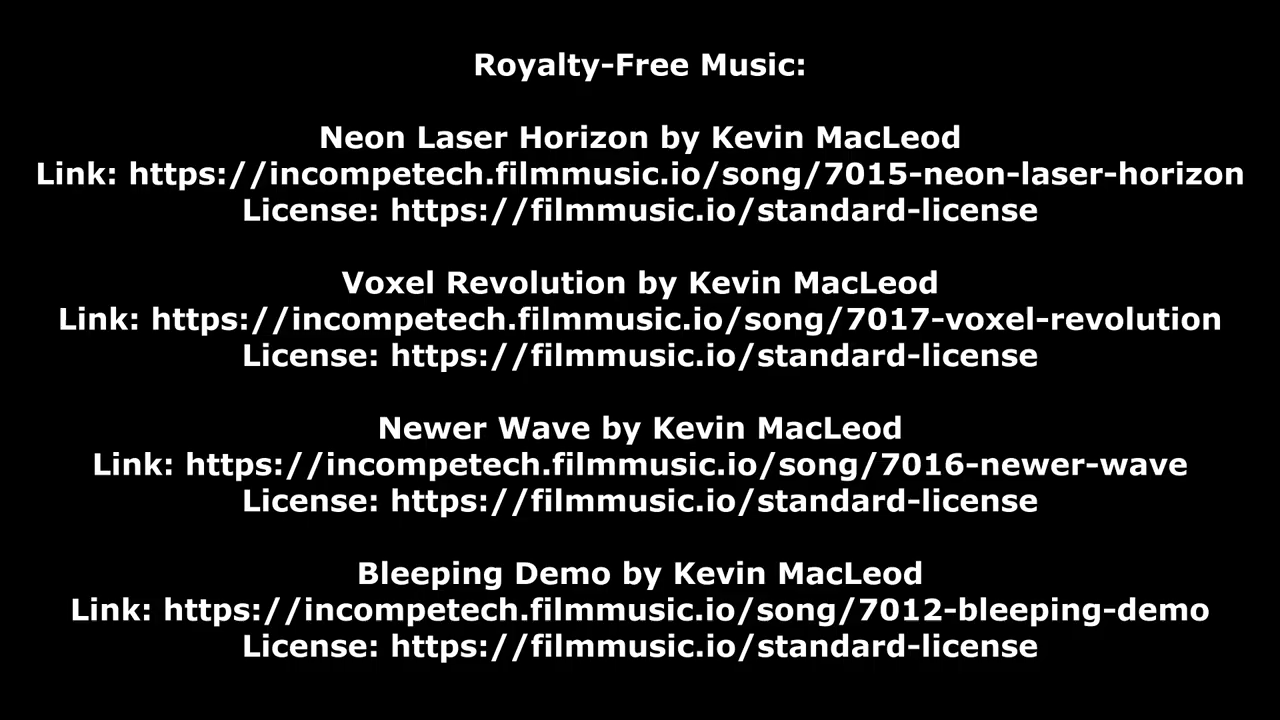 Royalty-Free Music:
Neon Laser Horizon by Kevin MacLeod
Link: https://incompetech.filmmusic.io/song/7015-neon-laser-horizon
License: https://filmmusic.io/standard-license
Voxel Revolution by Kevin MacLeod
Link: https://incompetech.filmmusic.io/song/7017-voxel-revolution
License: https://filmmusic.io/standard-license
Newer Wave by Kevin MacLeod
Link: https://incompetech.filmmusic.io/song/7016-newer-wave
License: https://filmmusic.io/standard-license
Bleeping Demo by Kevin MacLeod
Link: https://incompetech.filmmusic.io/song/7012-bleeping-demo
License: https://filmmusic.io/standard-license